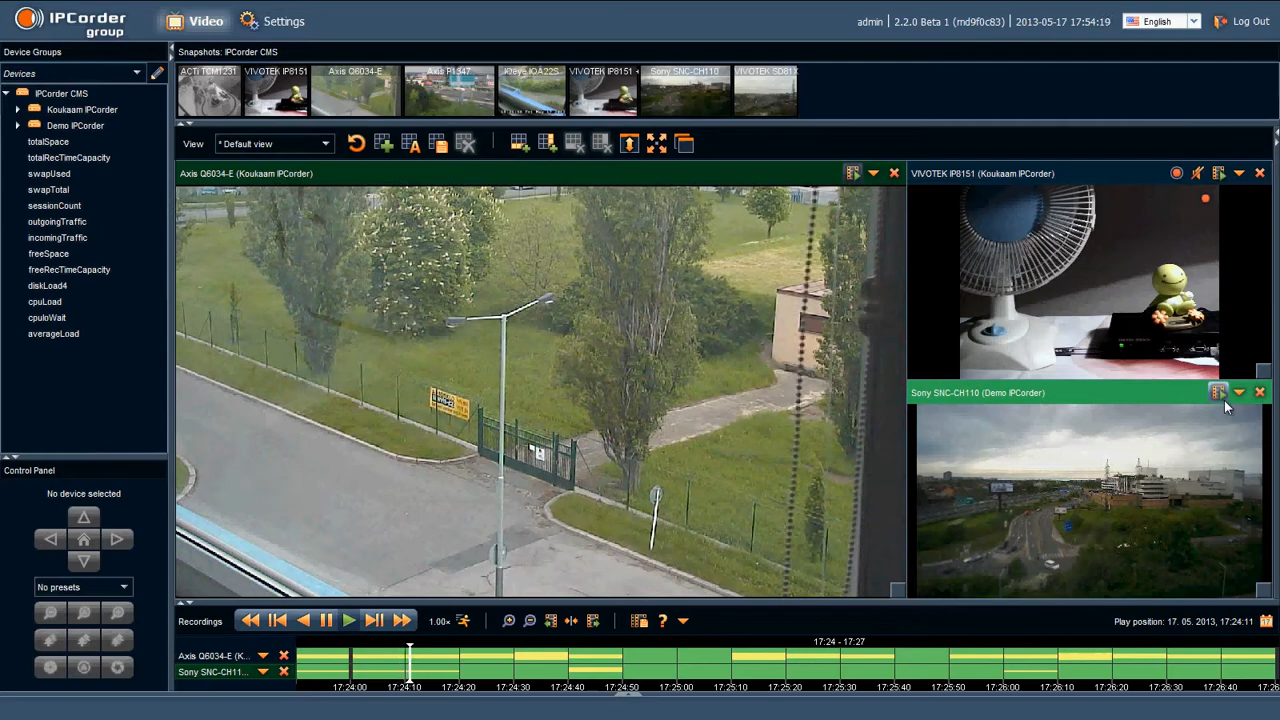 IPCorder
group
Video
Settings
admin
2.2.0 Beta 1 (rnd9f0c83)
2013-05-17 17:54:19
English
Log Out
Device Groups
Devices
IPCorder CMS
Koukaam IPCorder
Demo IPCorder
totalSpace
totalRecTimeCapacity
swapUsed
swapTotal
sessionCount
outgoingTraffic
incomingTraffic
freeSpace
freeRecTimeCapacity
diskLoad4
cpuLoad
cpuIoWait
averageLoad
Control Panel
No device selected
No presets
Snapshots: IPCorder CMS
ACTi TCM1231
VIVOTEK IP8151
Axis Q6034-E
Axis P1347
IQeye IQA22S
VIVOTEK IP8151
Sony SNC-CH110
VIVOTEK SD81X
View
* Default view
Axis Q6034-E (Koukaam IPCorder)
VIVOTEK IP8151 (Koukaam IPCorder)
Sony SNC-CH110 (Demo IPCorder)
Recordings
1.00×
?
Play position: 17. 05. 2013, 17:24:11
17:24 - 17:27
Axis Q6034-E (K...
Sony SNC-CH11...
17:24:00
17:24:10
17:24:20
17:24:30
17:24:40
17:24:50
17:25:00
17:25:10
17:25:20
17:25:30
17:25:40
17:25:50
17:26:00
17:26:10
17:26:20
17:26:30
17:26:40